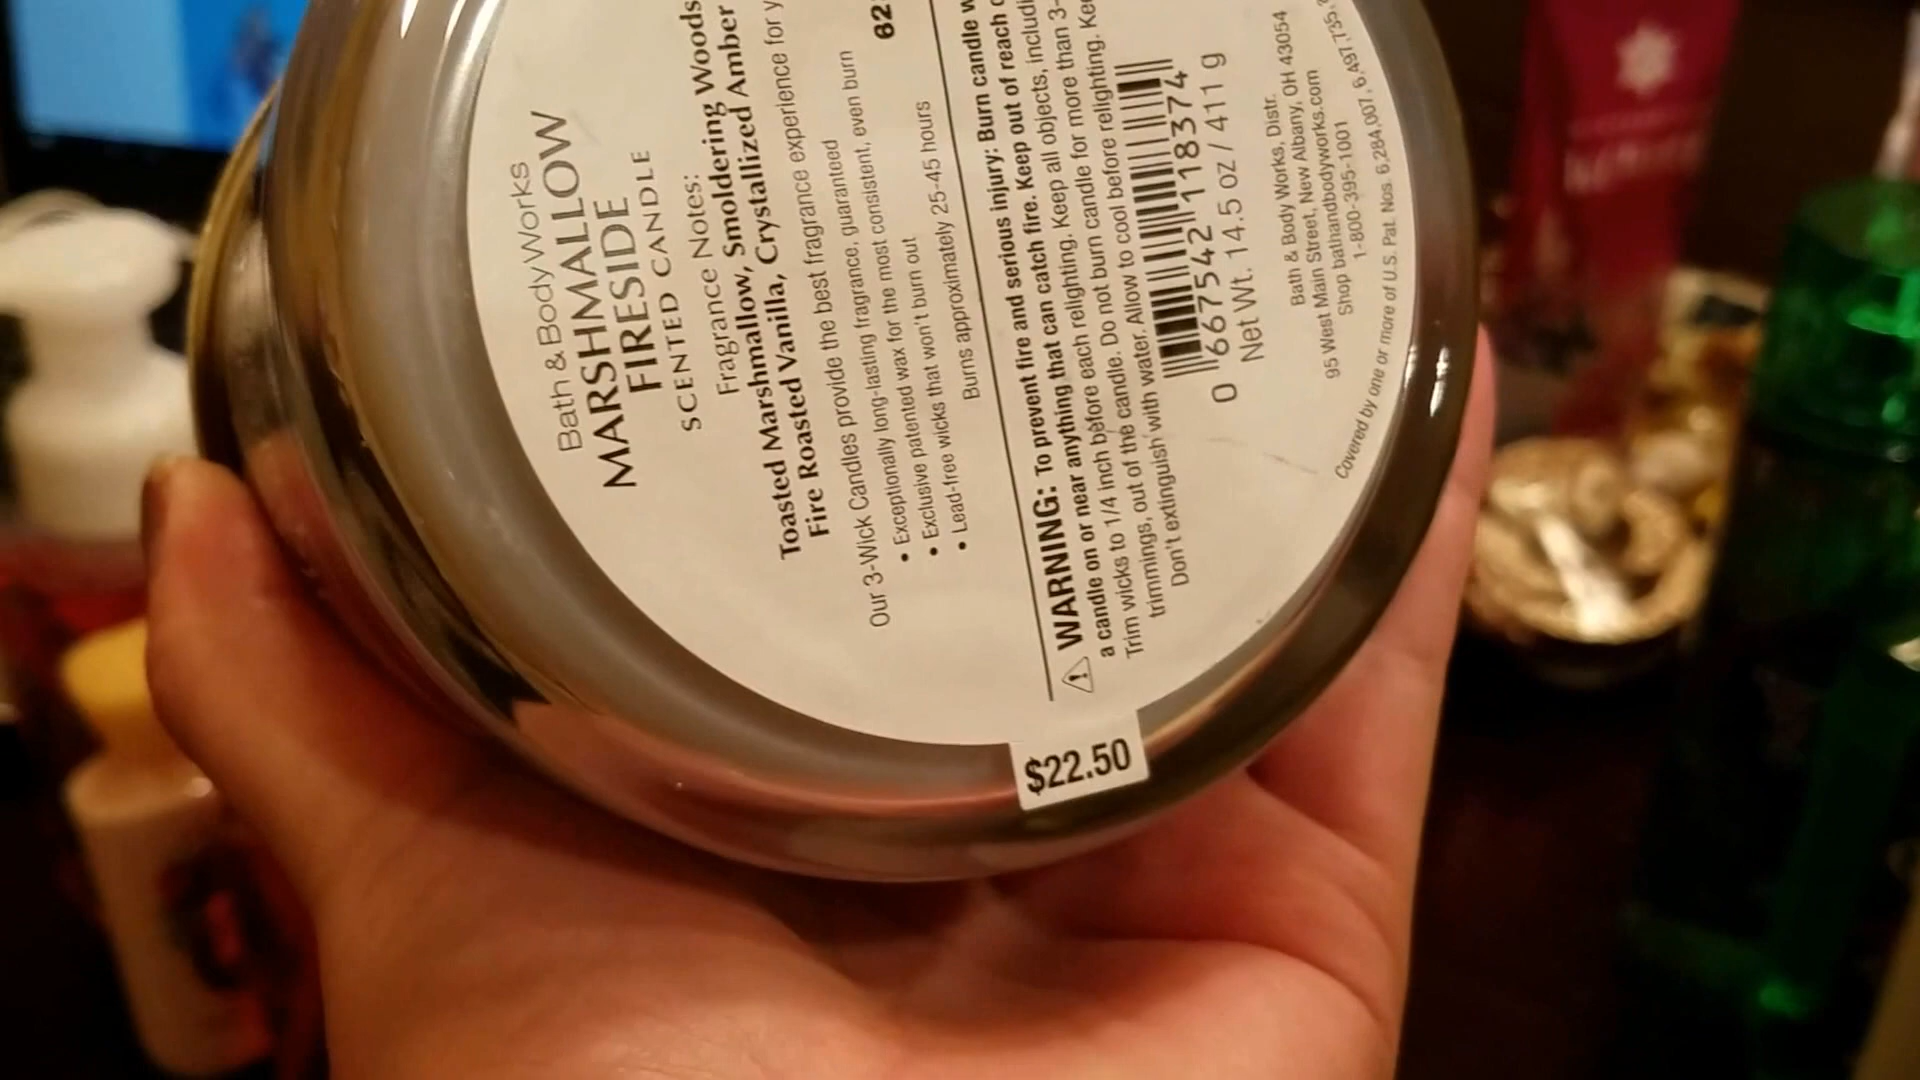 Bath & Body Works
MARSHMALLOW
FIRESIDE
SCENTED CANDLE
Fragrance Notes:
Toasted Marshmallow, Smoldering Woods
Fire Roasted Vanilla, Crystallized Amber
Our 3-Wick Candles provide the best fragrance experience for
• Exceptionally long-lasting fragrance, guaranteed
• Exclusive patented wax for the most consistent, even burn
• Lead-free wicks that won't burn out
Burns approximately 25-45 hours
62
⚠ WARNING: To prevent fire and serious injury: Burn candle
a candle on or near anything that can catch fire. Keep out of reach
Trim wicks to 1/4 inch before each relighting. Keep all objects,
trimmings, out of the candle. Do not burn candle for more than 3-
Don't extinguish with water. Allow to cool before relighting.
0 667542 118374
Net Wt. 14.5 oz / 411 g
Bath & Body Works, Distr.
95 West Main Street, New Albany, OH 43054
Shop bathandbodyworks.com
1-800-395-1001
Covered by one or more of U.S. Pat. Nos. 6,284,007, 6,497,735,
$22.50